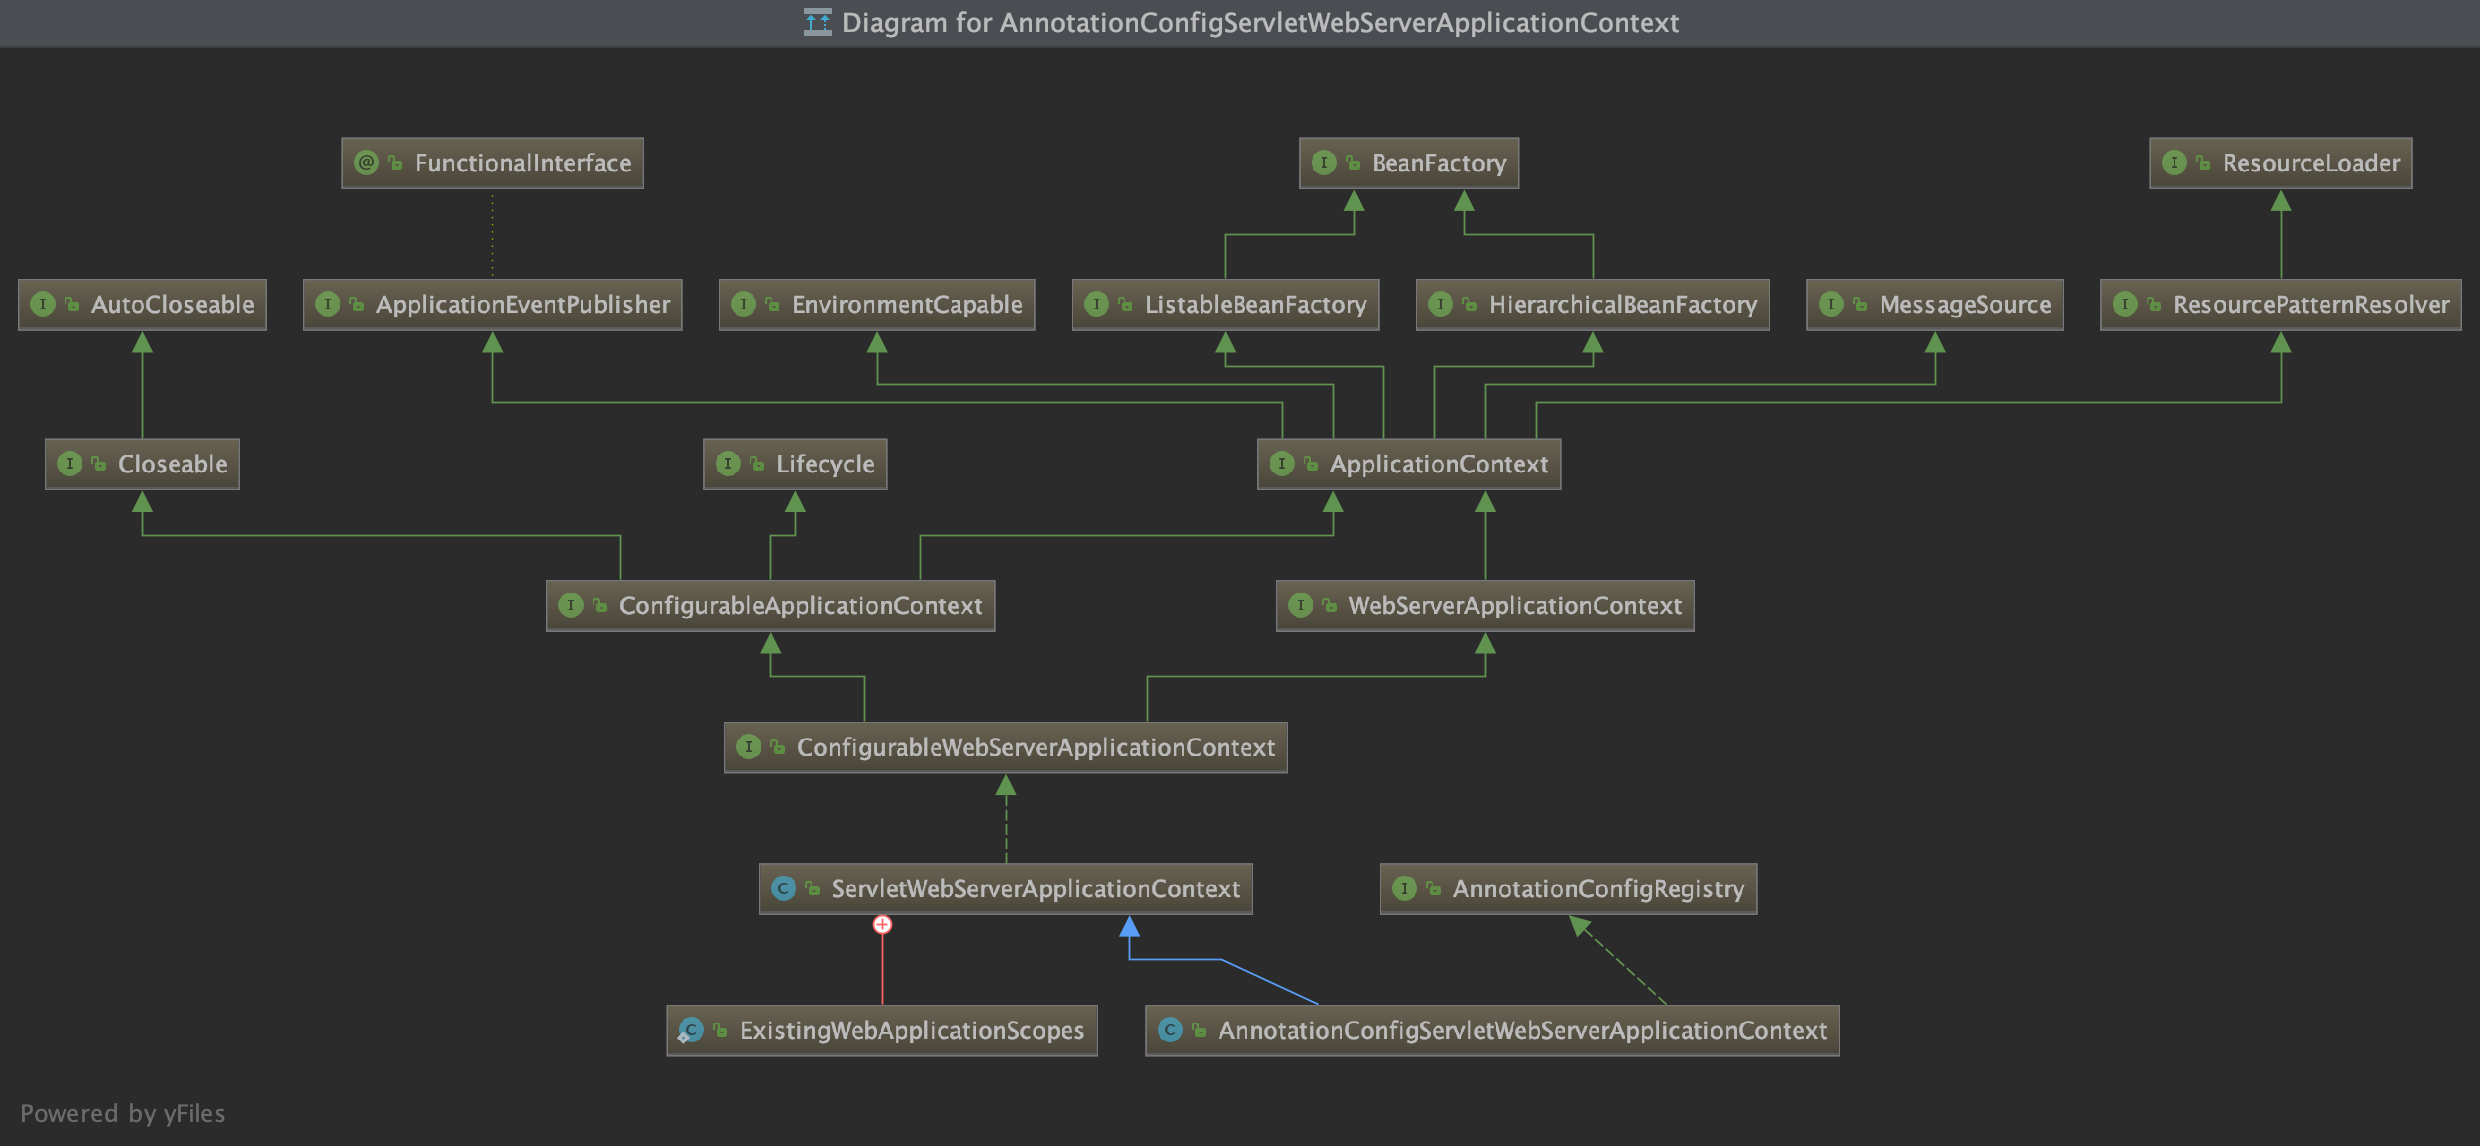 Diagram for AnnotationConfigServletWebServerApplicationContext
@ FunctionalInterface
I BeanFactory
I ResourceLoader
I AutoCloseable
I ApplicationEventPublisher
I EnvironmentCapable
I ListableBeanFactory
I HierarchicalBeanFactory
I MessageSource
I ResourcePatternResolver
I Closeable
I Lifecycle
I ApplicationContext
I ConfigurableApplicationContext
I WebServerApplicationContext
I ConfigurableWebServerApplicationContext
C ServletWebServerApplicationContext
I AnnotationConfigRegistry
C ExistingWebApplicationScopes
C AnnotationConfigServletWebServerApplicationContext
Powered by yFiles